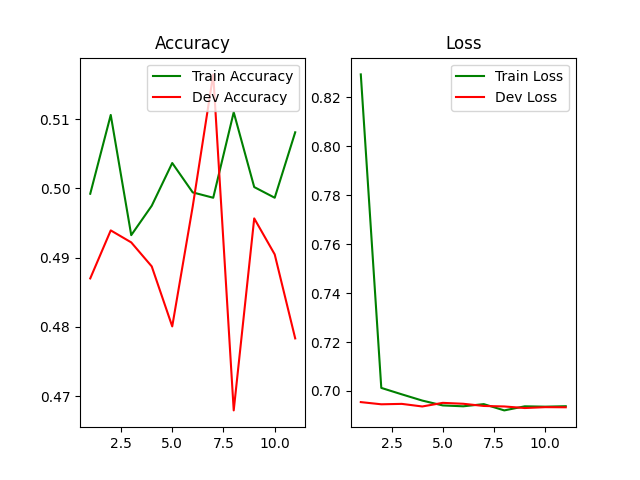 Accuracy
Train Accuracy
Dev Accuracy
0.51
0.50
0.49
0.48
0.47
2.5 5.0 7.5 10.0
Loss
Train Loss
Dev Loss
0.82
0.80
0.78
0.76
0.74
0.72
0.70
2.5 5.0 7.5 10.0